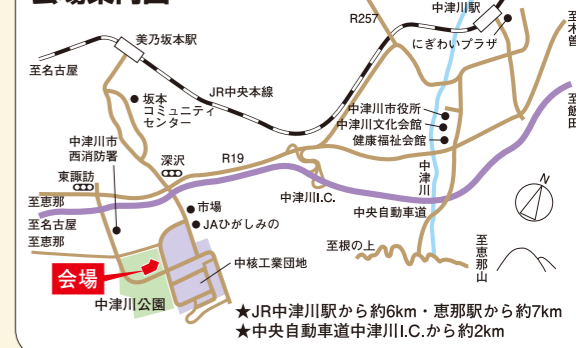 中津川駅
R257
にぎわいプラザ
至木曽
美乃坂本駅
至名古屋
JR中央本線
至飯田
坂本
コミュニティ
センター
中津川市役所
中津川文化会館
健康福祉会館
中津川市
西消防署
深沢
R19
東諏訪
中津川I.C.
中津川
中央自動車道
N
至恵那
至名古屋
至恵那
市場
JAひがしみの
至根の上
至恵那山
会場
中核工業団地
中津川公園
★JR中津川駅から約6km・恵那駅から約7km
★中央自動車道中津川I.C.から約2km